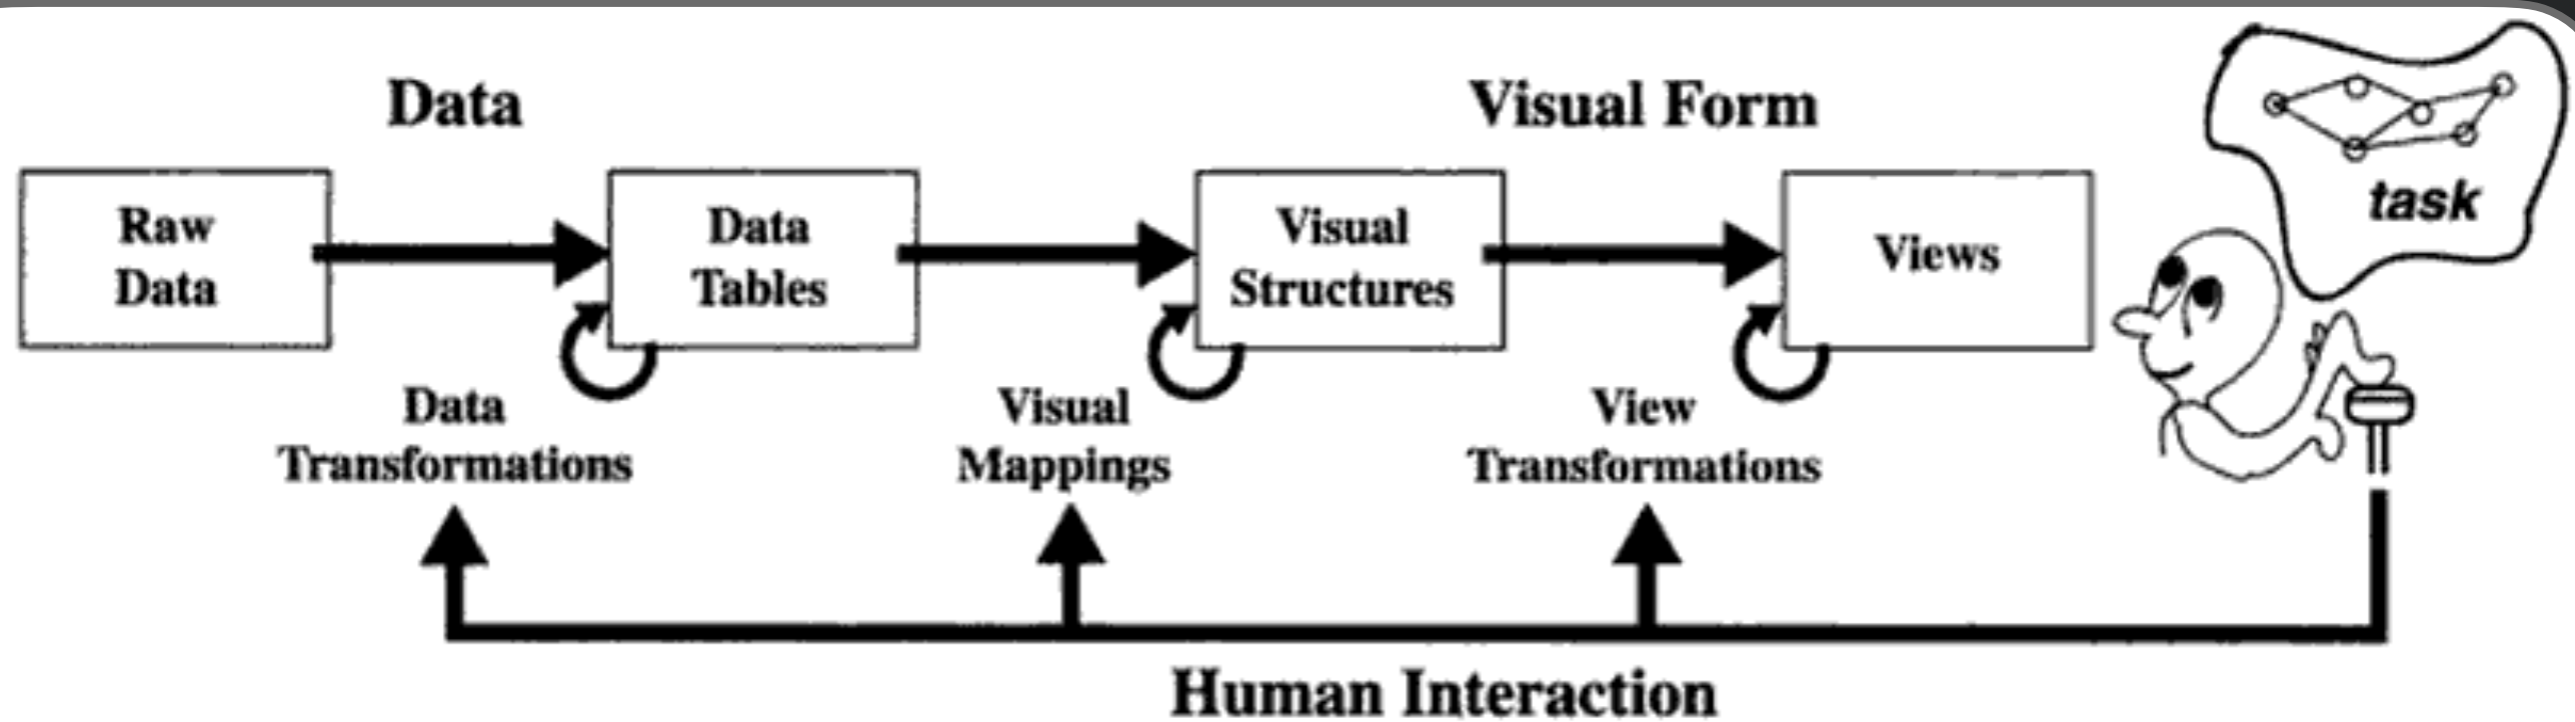 Data
Visual Form
Raw
Data
Data
Tables
Visual
Structures
Views
task
Data
Transformations
Visual
Mappings
View
Transformations
Human Interaction